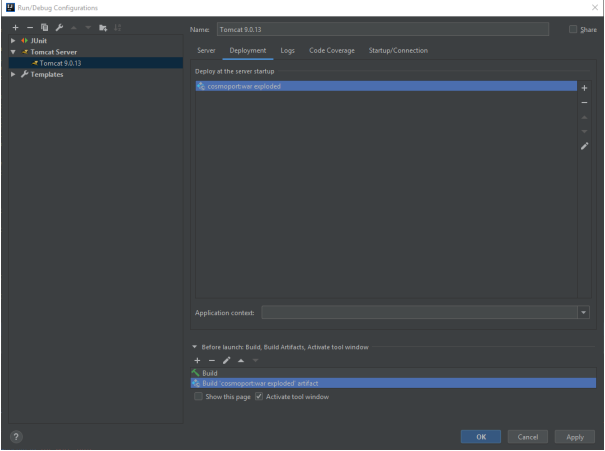 Run/Debug Configurations
Name: Tomcat 9.0.13
Share
JUnit
Tomcat Server
Tomcat 9.0.13
Templates
Server Deployment Logs Code Coverage Startup/Connection
Deploy at the server startup
cosmoport:war exploded
Application context:
Before launch: Build, Build Artifacts, Activate tool window
Build
Build 'cosmoport:war exploded' artifact
Show this page Activate tool window
? OK Cancel Apply